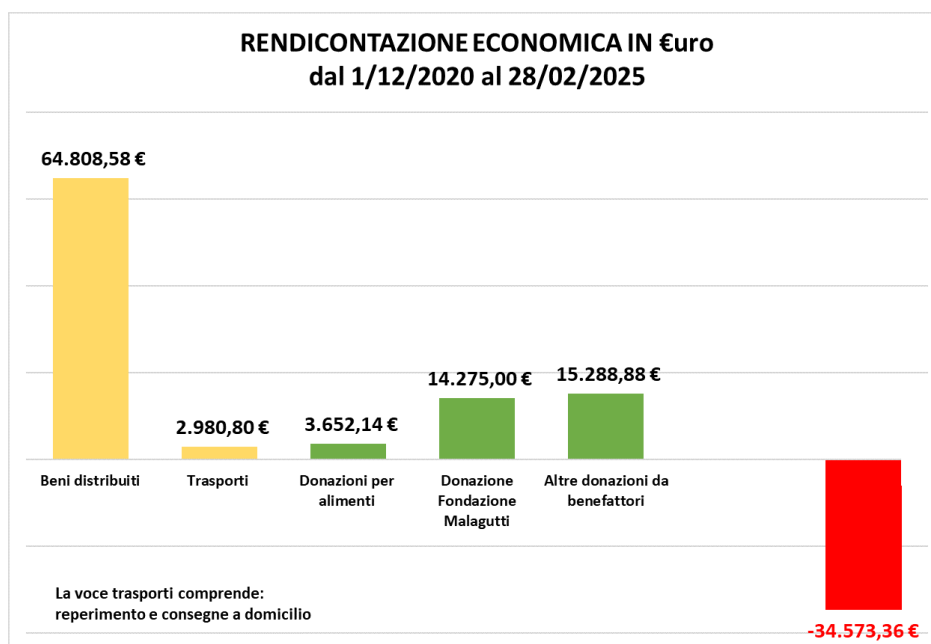 RENDICONTAZIONE ECONOMICA IN €uro
dal 1/12/2020 al 28/02/2025
64.808,58 €
2.980,80 €
3.652,14 €
14.275,00 €
15.288,88 €
Beni distribuiti
Trasporti
Donazioni per
alimenti
Donazione
Fondazione
Malagutti
Altre donazioni da
benefattori
La voce trasporti comprende:
reperimento e consegne a domicilio
-34.573,36 €